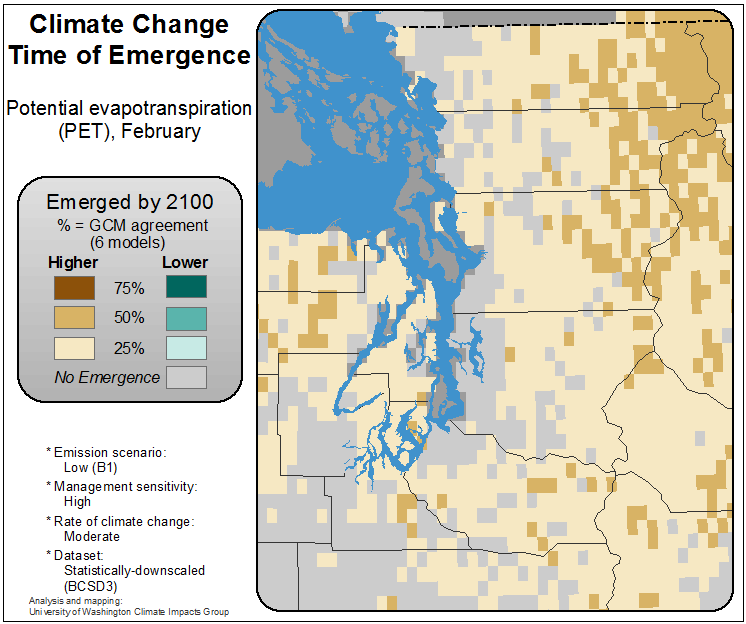 Climate Change
Time of Emergence
Potential evapotranspiration
(PET), February
Emerged by 2100
% = GCM agreement
(6 models)
Higher Lower
75%
50%
25%
No Emergence
* Emission scenario:
Low (B1)
* Management sensitivity:
High
* Rate of climate change:
Moderate
* Dataset:
Statistically-downscaled
(BCSD3)
Analysis and mapping:
University of Washington Climate Impacts Group